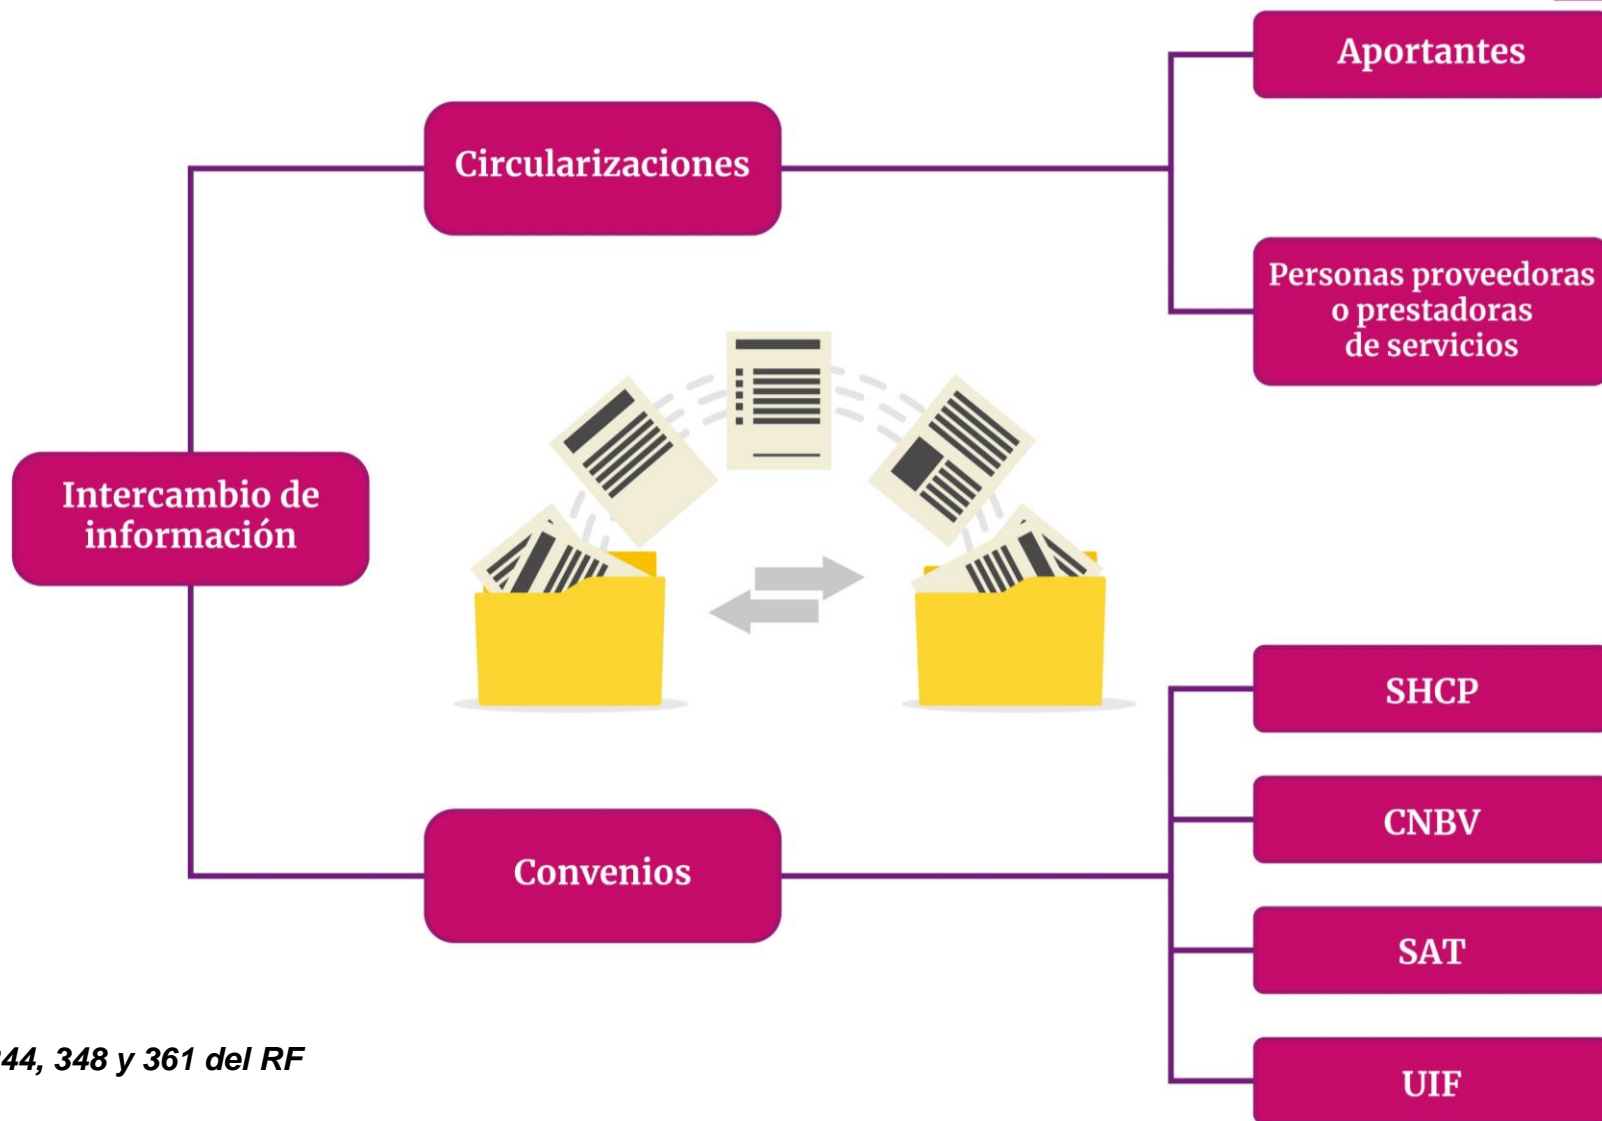 Aportantes
Circularizaciones
Personas proveedoras
o prestadoras
de servicios
Intercambio de
información
SHCP
CNBV
Convenios
SAT
44, 348 y 361 del RF
UIF